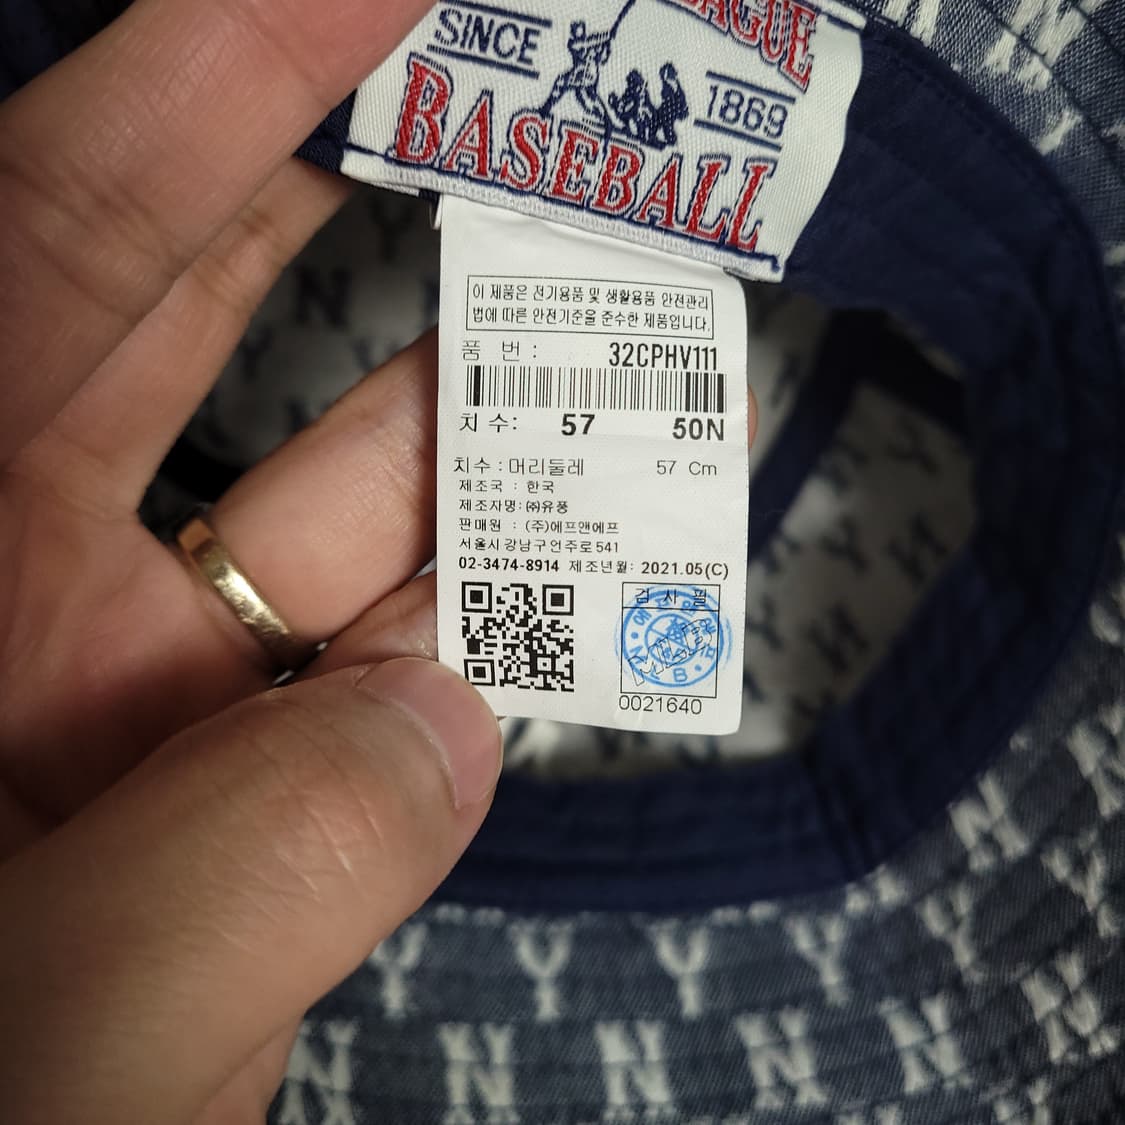 SINCE
1869
BASEBALL
이 제품은 전기용품 및 생활용품 안전관리
법에 따른 안전기준을 준수한 제품입니다.
품 번 : 32CPHV111
치수: 57 50N
치수 : 머리둘레 57 Cm
제조국 : 한국
제조자명: ㈜유풍
판매원 : (주)에프앤에프
서울시 강남구 언주로 541
02-3474-8914 제조년월: 2021.05(C)
검 사 필
0021640